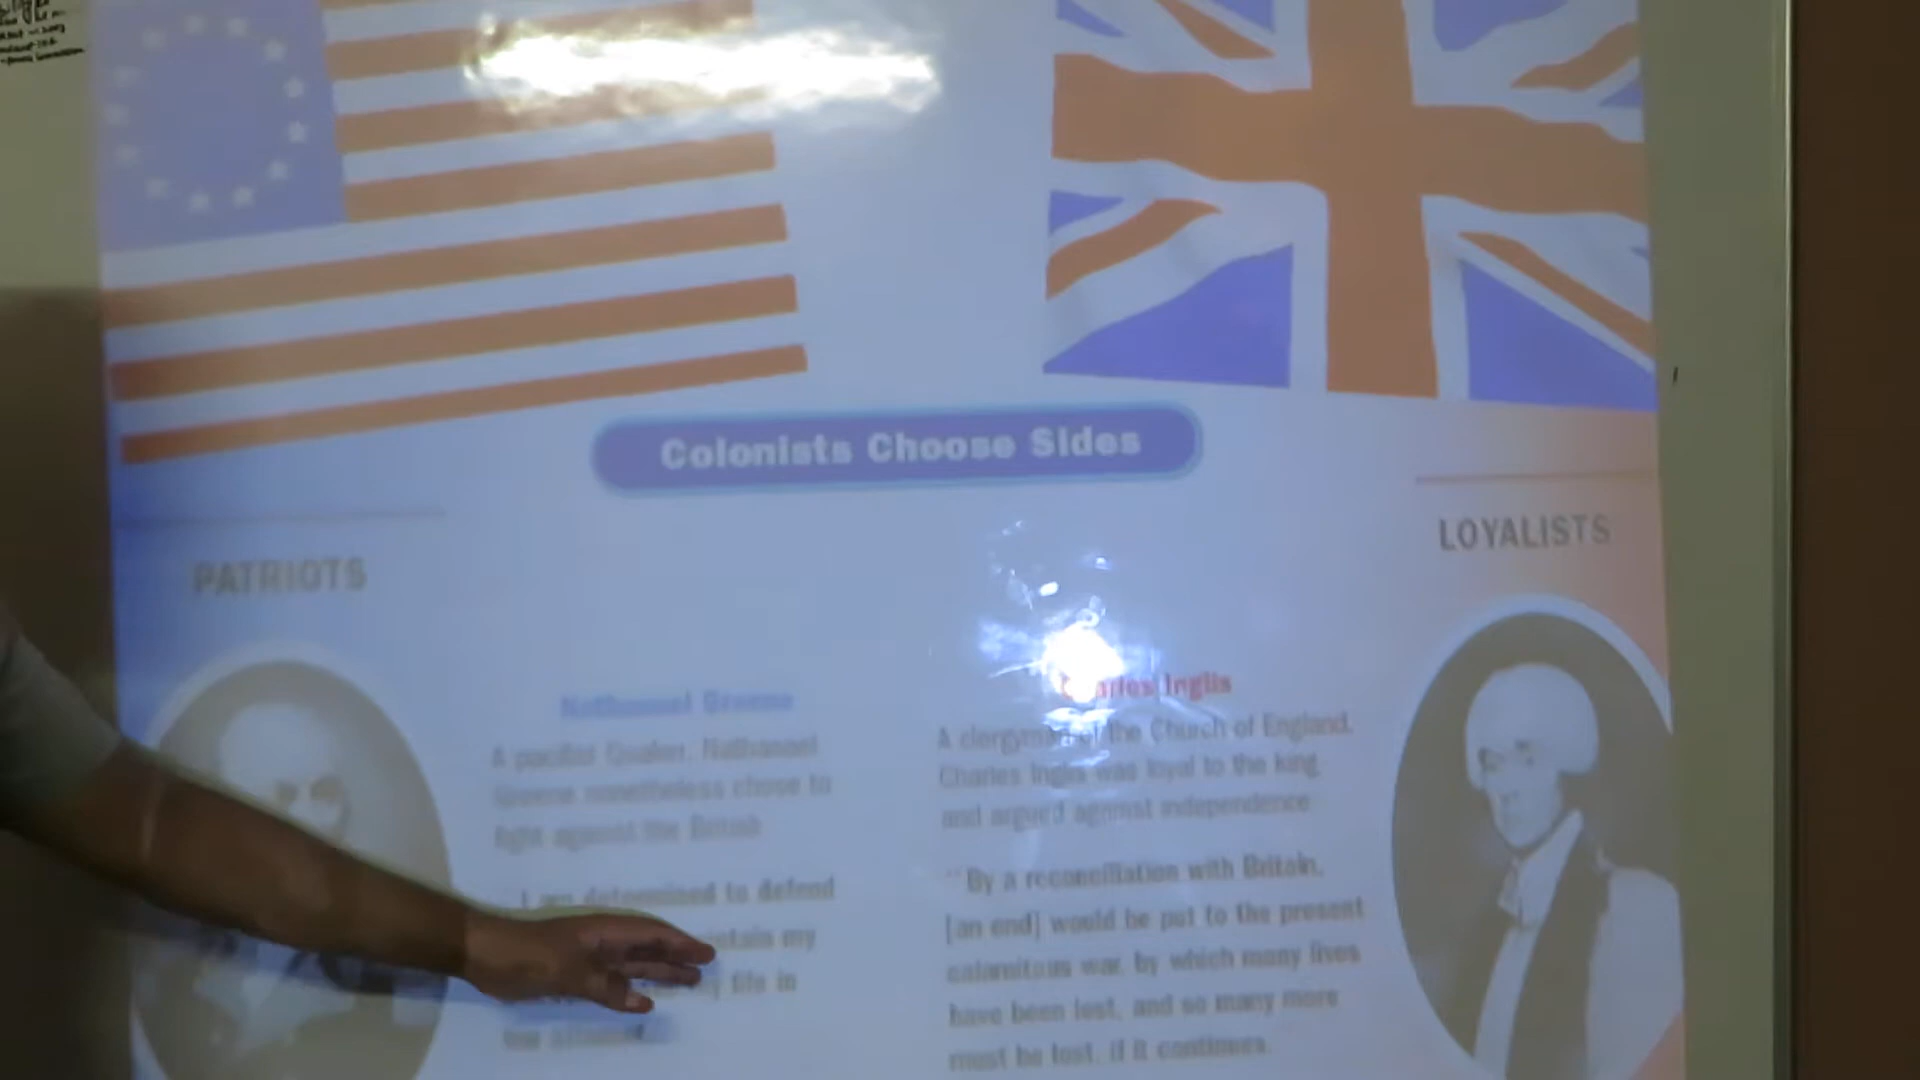 Colonists Choose Sides
PATRIOTS
LOYALISTS
Nathanael Greene
A pacifist Quaker, Nathanael
Greene nonetheless chose to
fight against the British
I am determined to defend
my
life in
Charles Inglis
A clergyman of the Church of England,
Charles Inglis was loyal to the king
and argued against independence
“By a reconciliation with Britain,
[an end] would be put to the present
calamitous war, by which many lives
have been lost, and so many more
must be lost, if it continues.